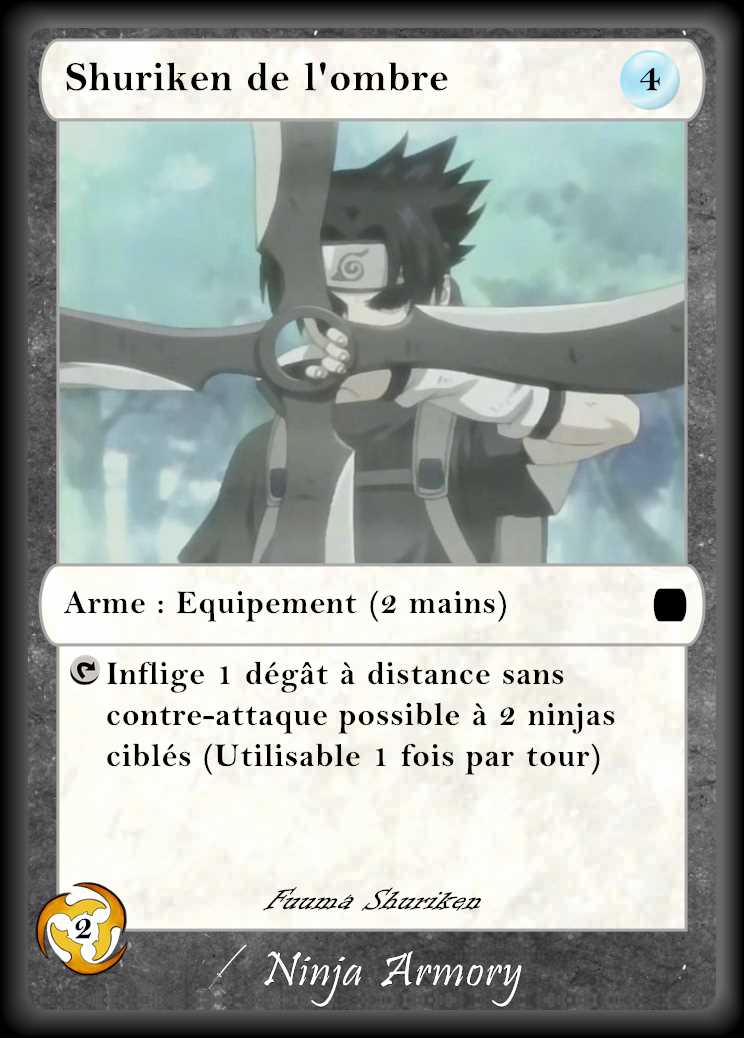 Shuriken de l'ombre
4
Arme : Equipement (2 mains)
Inflige 1 dégât à distance sans
contre-attaque possible à 2 ninjas
ciblés (Utilisable 1 fois par tour)
Fuuma Shuriken
2
Ninja Armory